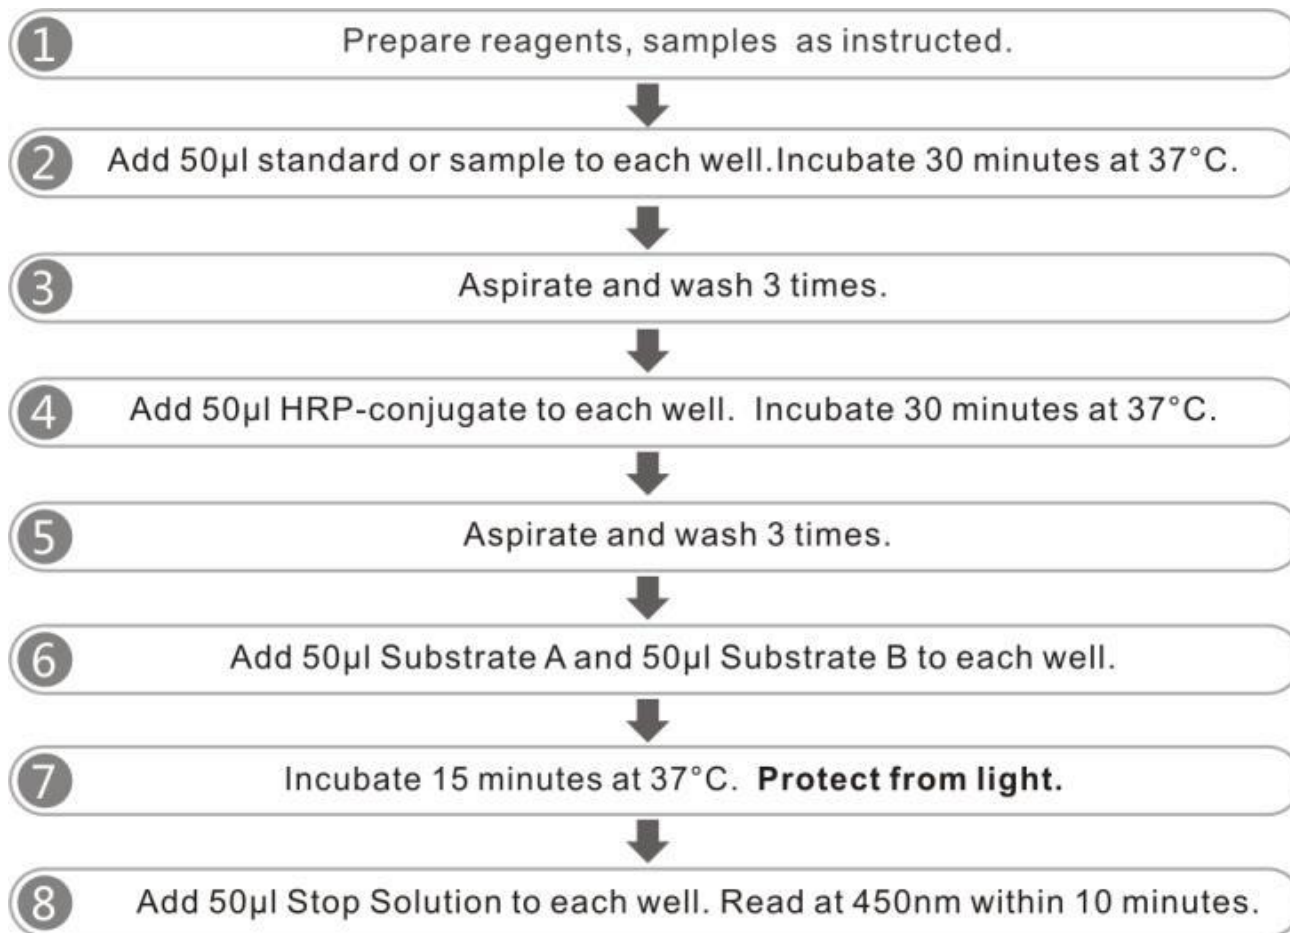 1 Prepare reagents, samples as instructed.
2 Add 50µl standard or sample to each well.Incubate 30 minutes at 37°C.
3 Aspirate and wash 3 times.
4 Add 50µl HRP-conjugate to each well. Incubate 30 minutes at 37°C.
5 Aspirate and wash 3 times.
6 Add 50µl Substrate A and 50µl Substrate B to each well.
7 Incubate 15 minutes at 37°C. Protect from light.
8 Add 50µl Stop Solution to each well. Read at 450nm within 10 minutes.